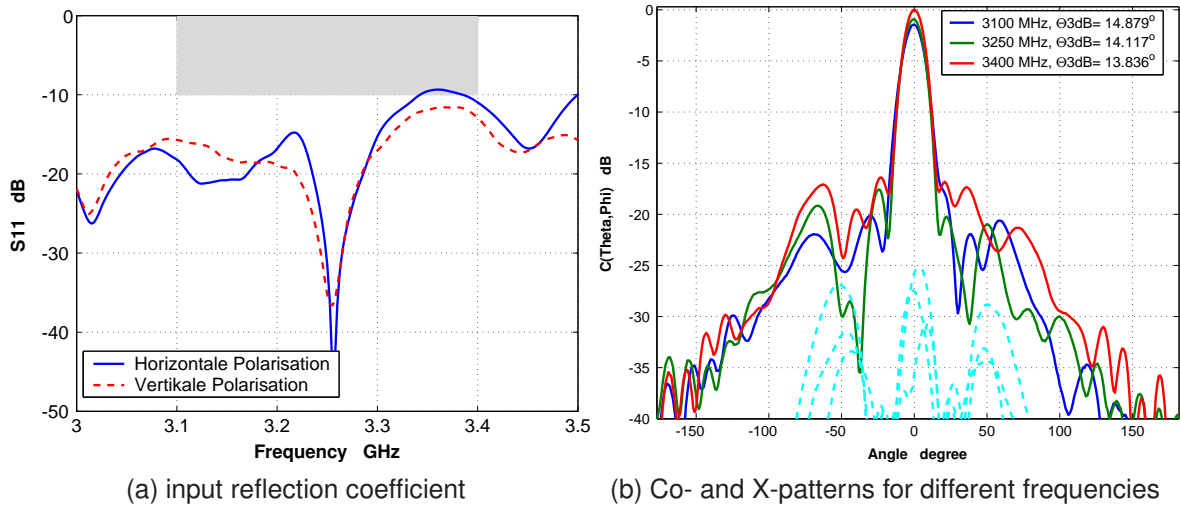 0
-10
-20
-30
-40
-50
S11 dB
3
3.1
3.2
3.3
3.4
3.5
Frequency GHz
Horizontale Polarisation
Vertikale Polarisation
(a) input reflection coefficient
0
-5
-10
-15
-20
-25
-30
-35
-40
C(Theta,Phi) dB
-150
-100
-50
0
50
100
150
Angle degree
3100 MHz, Θ3dB= 14.879°
3250 MHz, Θ3dB= 14.117°
3400 MHz, Θ3dB= 13.836°
(b) Co- and X-patterns for different frequencies